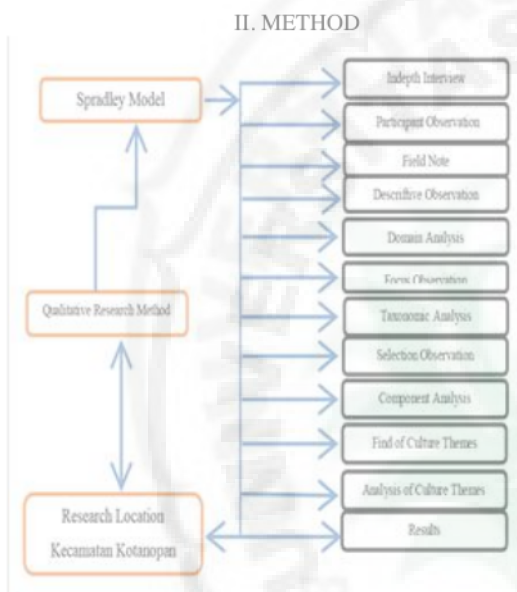 II. METHOD
Spradley Model
Qualitative Research Method
Research Location
Kecamatan Kotanopan
Indepth Interview
Participant Observation
Field Note
Descriftive Observation
Domain Analysis
Focus Observation
Taxonomic Analysis
Selection Observation
Component Analysis
Find of Culture Themes
Analysis of Culture Themes
Results